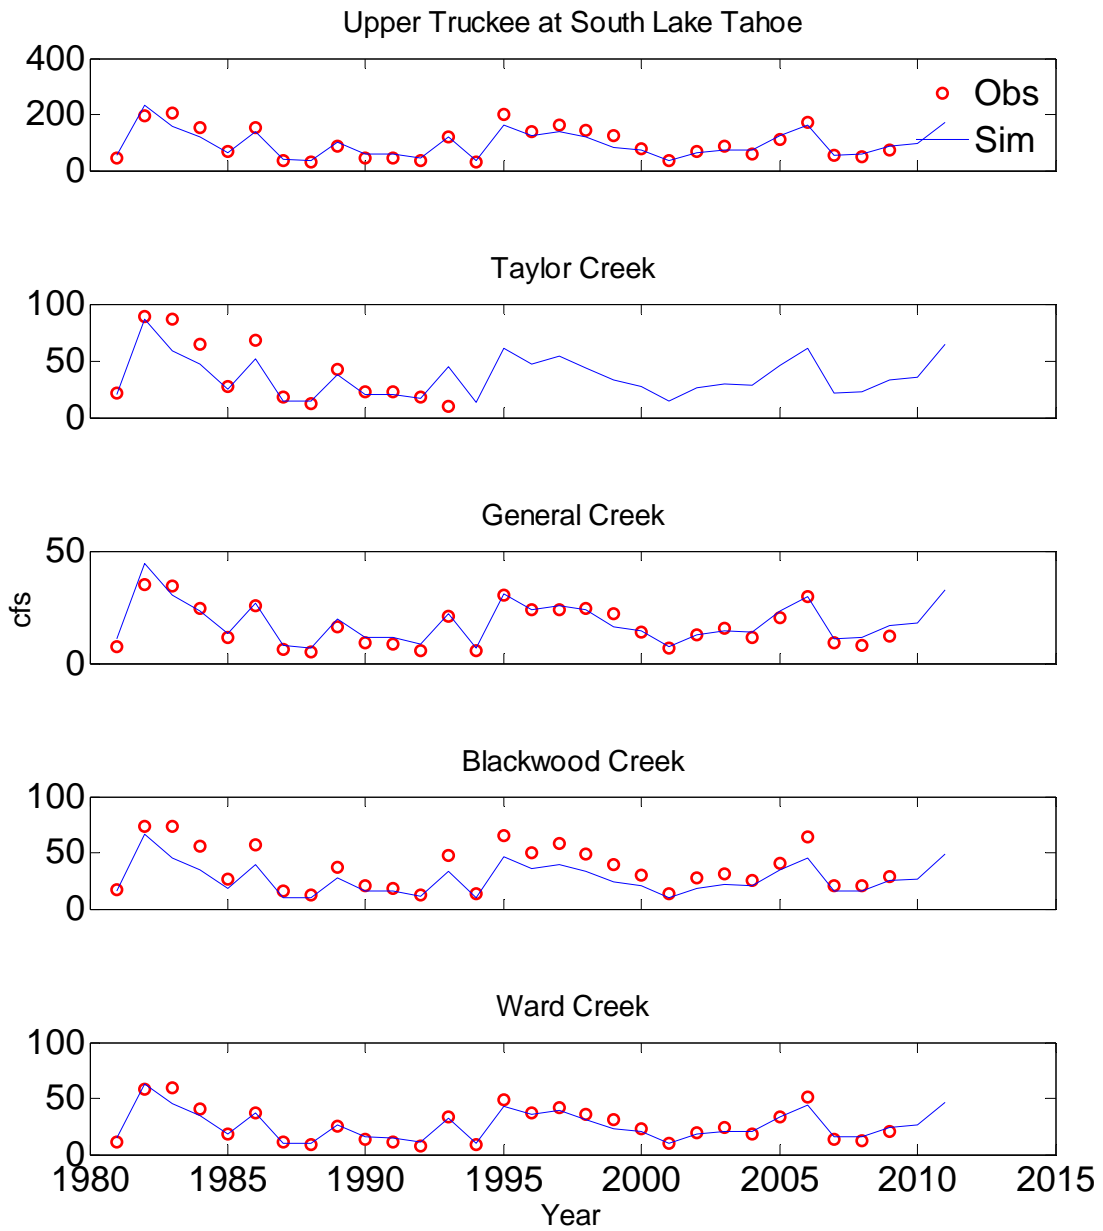 Upper Truckee at South Lake Tahoe
400
200
0
Obs
Sim
Taylor Creek
100
50
0
General Creek
50
0
cfs
Blackwood Creek
100
50
0
Ward Creek
100
50
0
1980 1985 1990 1995 2000 2005 2010 2015
Year